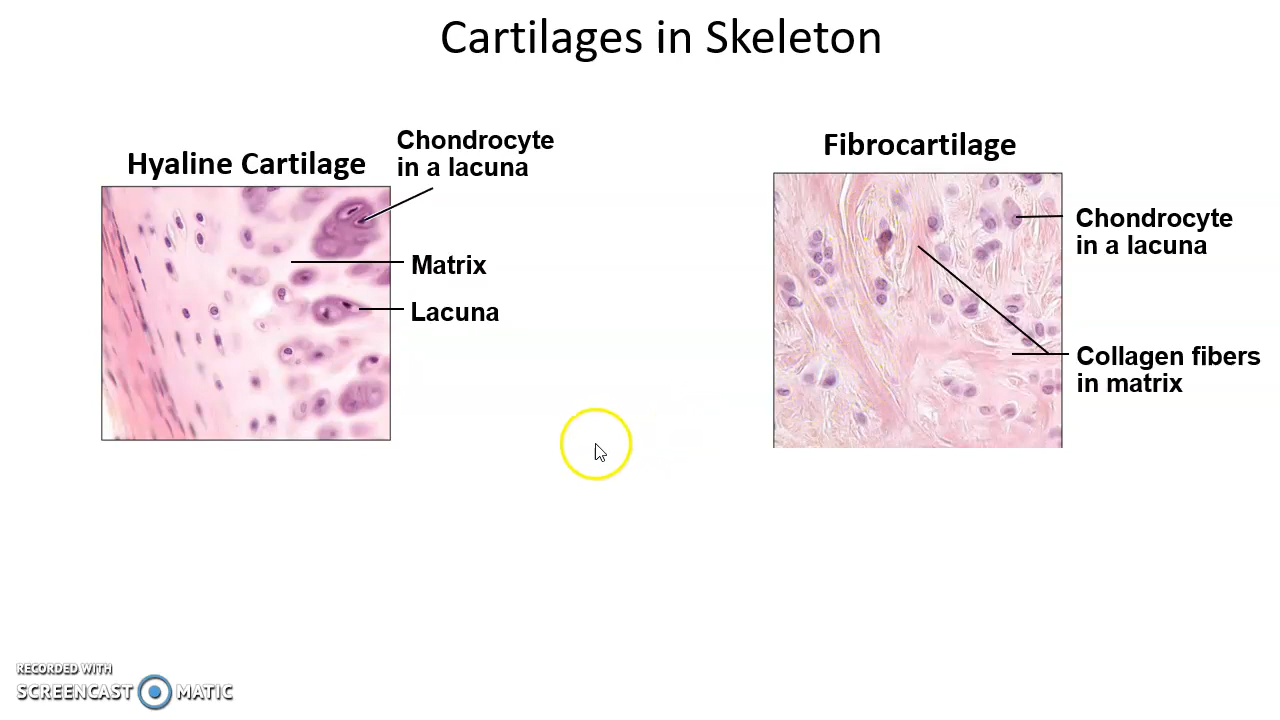 Cartilages in Skeleton
Hyaline Cartilage
Chondrocyte
in a lacuna
Matrix
Lacuna
Fibrocartilage
Chondrocyte
in a lacuna
Collagen fibers
in matrix
RECORDED WITH
SCREENCAST MATIC